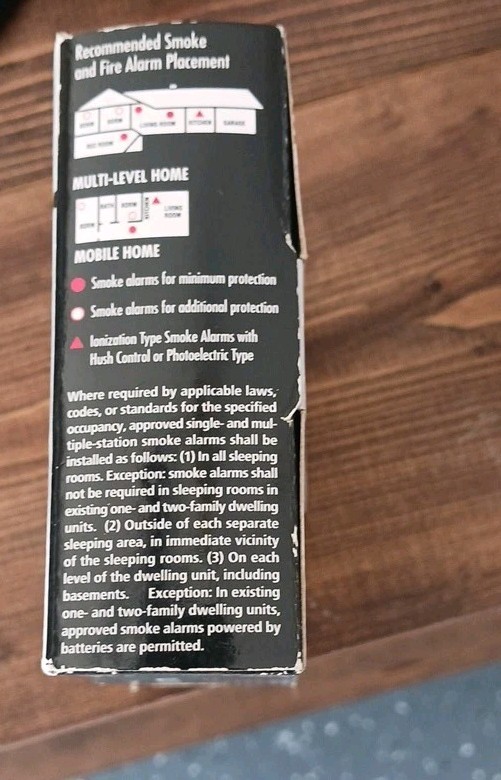 Recommended Smoke
and Fire Alarm Placement
BDRM BDRM LIVING ROOM KITCHEN GARAGE
REC ROOM
MULTI-LEVEL HOME
BDRM BATH BDRM KITCHEN LIVING ROOM
MOBILE HOME
Smoke alarms for minimum protection
Smoke alarms for additional protection
Ionization Type Smoke Alarms with
Hush Control or Photoelectric Type
Where required by applicable laws,
codes, or standards for the specified
occupancy, approved single- and mul-
tiple-station smoke alarms shall be
installed as follows: (1) In all sleeping
rooms. Exception: smoke alarms shall
not be required in sleeping rooms in
existing one- and two-family dwelling
units. (2) Outside of each separate
sleeping area, in immediate vicinity
of the sleeping rooms. (3) On each
level of the dwelling unit, including
basements. Exception: In existing
one- and two-family dwelling units,
approved smoke alarms powered by
batteries are permitted.